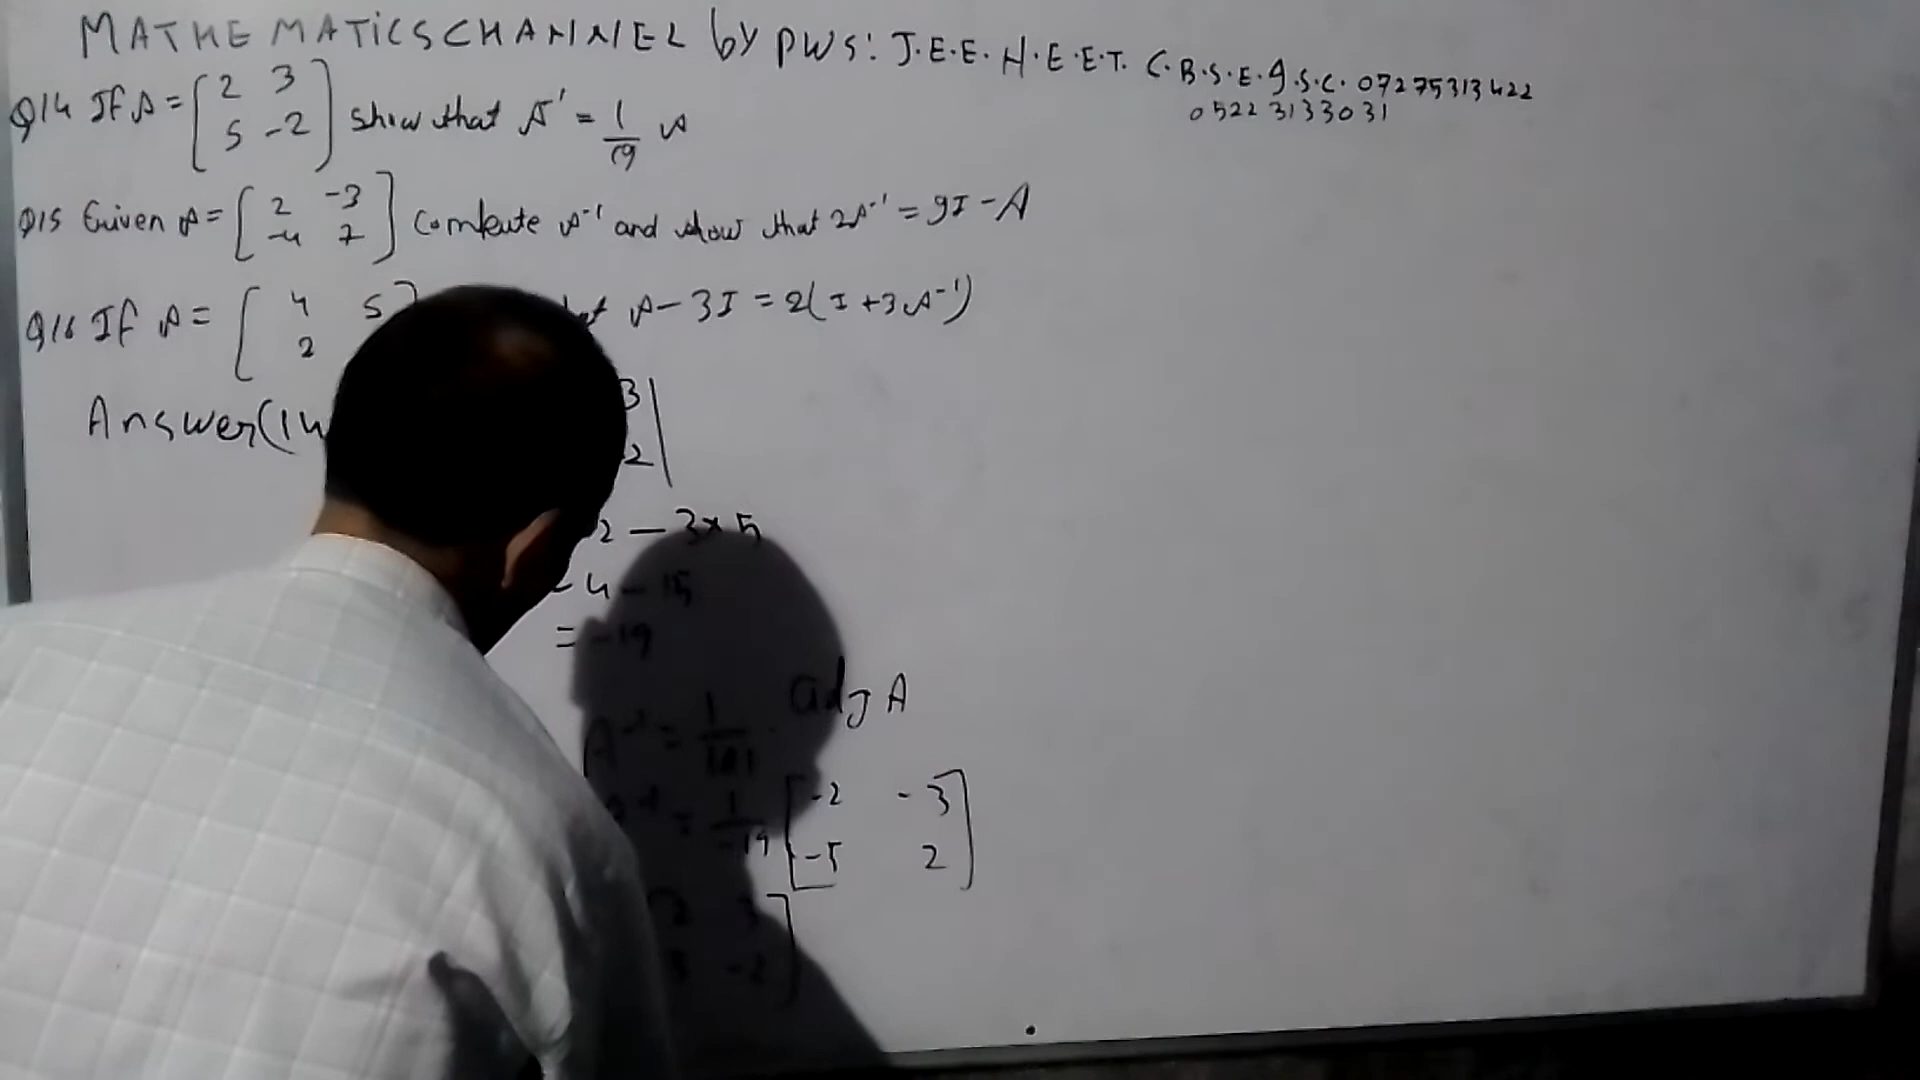 MATHEMATICS CHANNEL by PWS: J.E.E. N.E.E.T. C.B.S.E. I.S.C. 07275313422
0522 3133031
Q14 If A = [ 2 3
5 -2 ] show that A' = 1/19 A
Q15 Given A = [ 2 -3
-4 7 ] Compute A⁻¹ and show that 2A⁻¹ = 9I - A
Q16 If A = [ 4 5 ] A - 3I = 2(I + 3A⁻¹)
2
Answer(14
3 |
2 |
2 - 3×5
- 4 - 15
= -19
A⁻¹ = 1/|A| . adj A
A⁻¹ = 1/-19 [ -2 -3
-5 2 ]
2 3 ]
5 -2